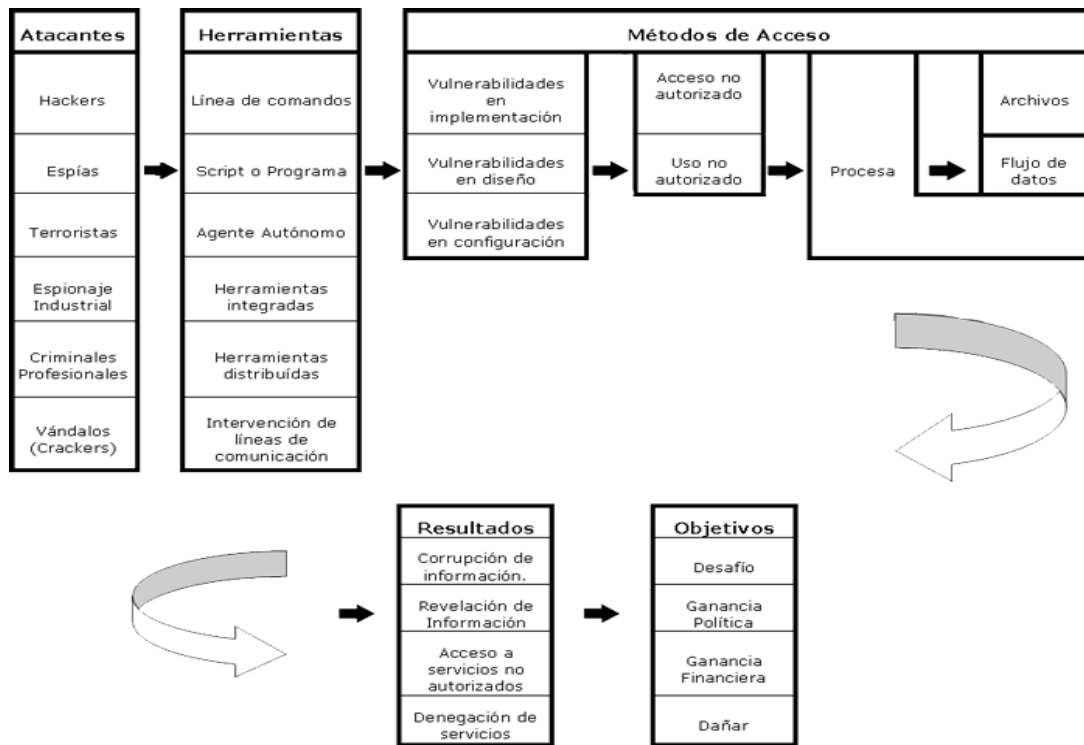 Atacantes
Hackers
Espías
Terroristas
Espionaje
Industrial
Criminales
Profesionales
Vándalos
(Crackers)
Herramientas
Línea de comandos
Script o Programa
Agente Autónomo
Herramientas
integradas
Herramientas
distribuídas
Intervención de
líneas de
comunicación
Métodos de Acceso
Vulnerabilidades
en
implementación
Vulnerabilidades
en diseño
Vulnerabilidades
en configuración
Acceso no
autorizado
Uso no
autorizado
Procesa
Archivos
Flujo de
datos
Resultados
Corrupción de
información.
Revelación de
Información
Acceso a
servicios no
autorizados
Denegación de
servicios
Objetivos
Desafío
Ganancia
Política
Ganancia
Financiera
Dañar